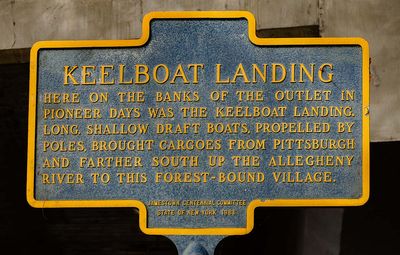 KEELBOAT LANDING
HERE ON THE BANKS OF THE OUTLET IN
PIONEER DAYS WAS THE KEELBOAT LANDING.
LONG, SHALLOW DRAFT BOATS, PROPELLED BY
POLES, BROUGHT CARGOES FROM PITTSBURGH
AND FARTHER SOUTH UP THE ALLEGHENY
RIVER TO THIS FOREST-BOUND VILLAGE.
JAMESTOWN CENTENNIAL COMMITTEE
STATE OF NEW YORK